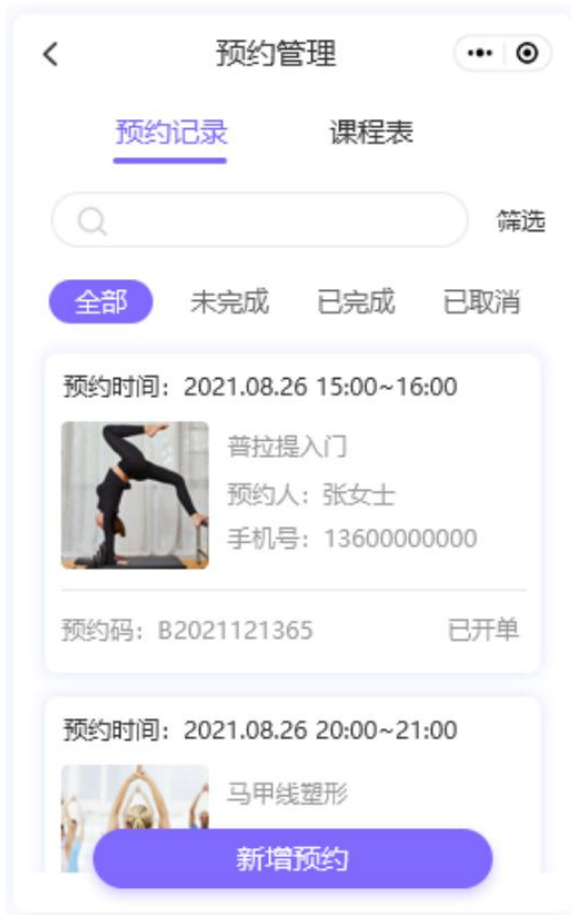 预约管理
预约记录 课程表
筛选
全部 未完成 已完成 已取消
预约时间：2021.08.26 15:00~16:00
普拉提入门
预约人：张女士
手机号：13600000000
预约码：B2021121365 已开单
预约时间：2021.08.26 20:00~21:00
马甲线塑形
新增预约